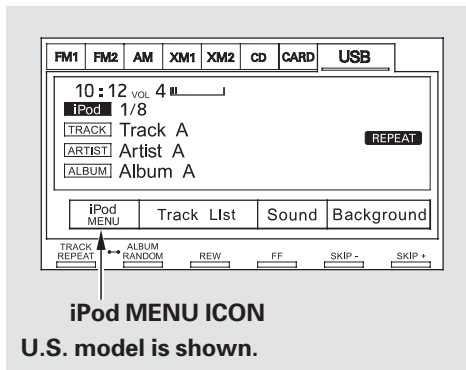 FM1 FM2 AM XM1 XM2 CD CARD USB
10:12 VOL 4
iPod 1/8
TRACK Track A
REPEAT
ARTIST Artist A
ALBUM Album A
iPod MENU Track LIst Sound Background
TRACK REPEAT ALBUM RANDOM REW FF SKIP - SKIP +
iPod MENU ICON
U.S. model is shown.